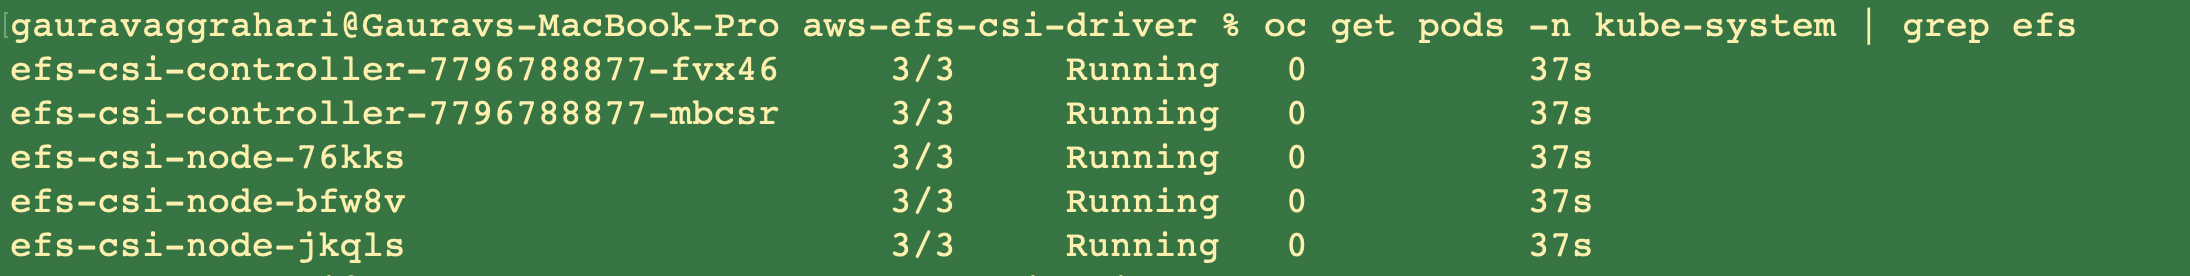 [gauravaggrahari@Gauravs-MacBook-Pro aws-efs-csi-driver % oc get pods -n kube-system | grep efs
efs-csi-controller-7796788877-fvx46 3/3 Running 0 37s
efs-csi-controller-7796788877-mbcsr 3/3 Running 0 37s
efs-csi-node-76kks 3/3 Running 0 37s
efs-csi-node-bfw8v 3/3 Running 0 37s
efs-csi-node-jkqls 3/3 Running 0 37s